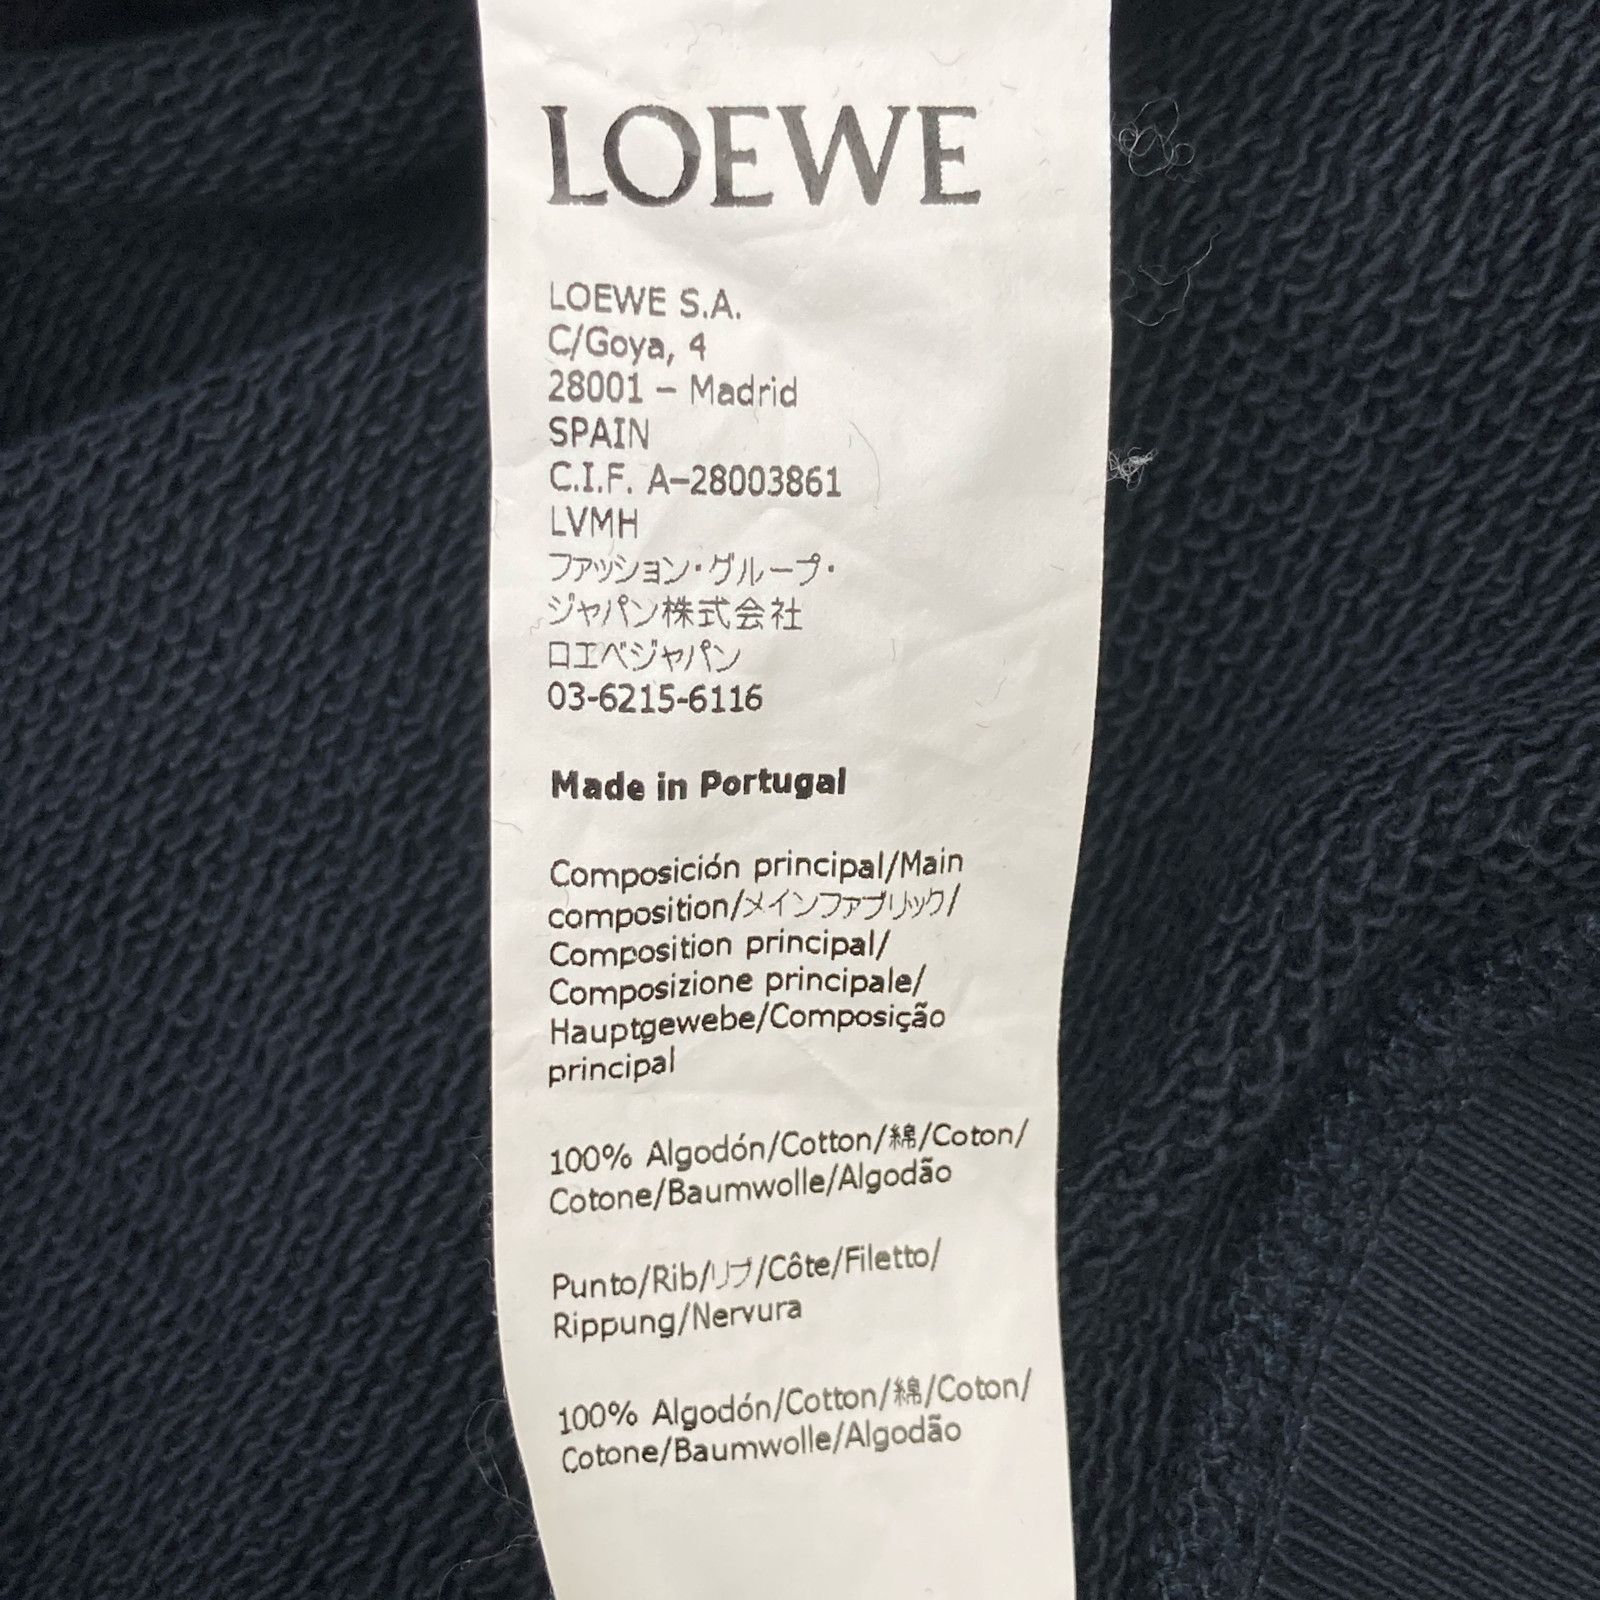 LOEWE
LOEWE S.A.
C/Goya, 4
28001 – Madrid
SPAIN
C.I.F. A–28003861
LVMH
ファッション・グループ・
ジャパン株式会社
ロエベジャパン
03-6215-6116
Made in Portugal
Composición principal/Main
composition/メインファブリック/
Composition principal/
Composizione principale/
Hauptgewebe/Composição
principal
100% Algodón/Cotton/綿/Coton/
Cotone/Baumwolle/Algodão
Punto/Rib/リブ/Côte/Filetto/
Rippung/Nervura
100% Algodón/Cotton/綿/Coton/
Cotone/Baumwolle/Algodão